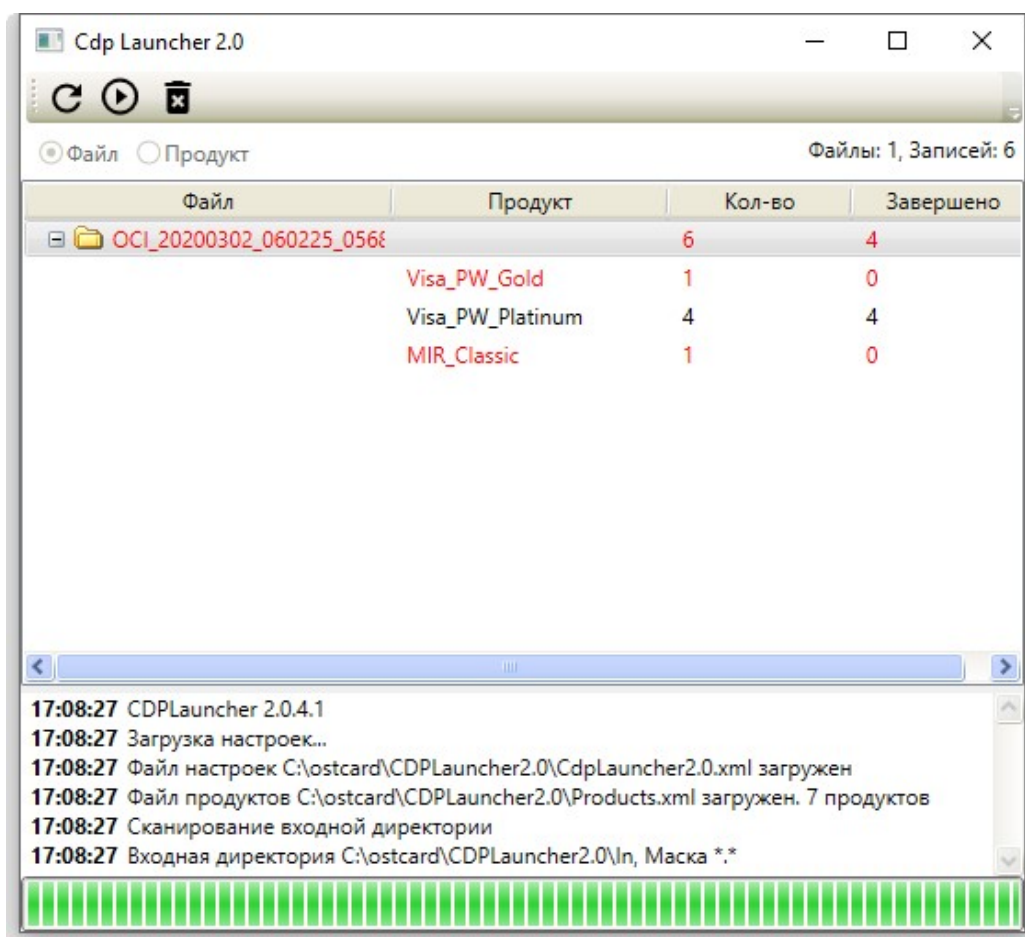 Cdp Launcher 2.0
Файл Продукт Файлы: 1, Записей: 6
Файл Продукт Кол-во Завершено
OCI_20200302_060225_0568 6 4
Visa_PW_Gold 1 0
Visa_PW_Platinum 4 4
MIR_Classic 1 0
17:08:27 CDPLauncher 2.0.4.1
17:08:27 Загрузка настроек...
17:08:27 Файл настроек C:\ostcard\CDPLauncher2.0\CdpLauncher2.0.xml загружен
17:08:27 Файл продуктов C:\ostcard\CDPLauncher2.0\Products.xml загружен. 7 продуктов
17:08:27 Сканирование входной директории
17:08:27 Входная директория C:\ostcard\CDPLauncher2.0\In, Маска *.*